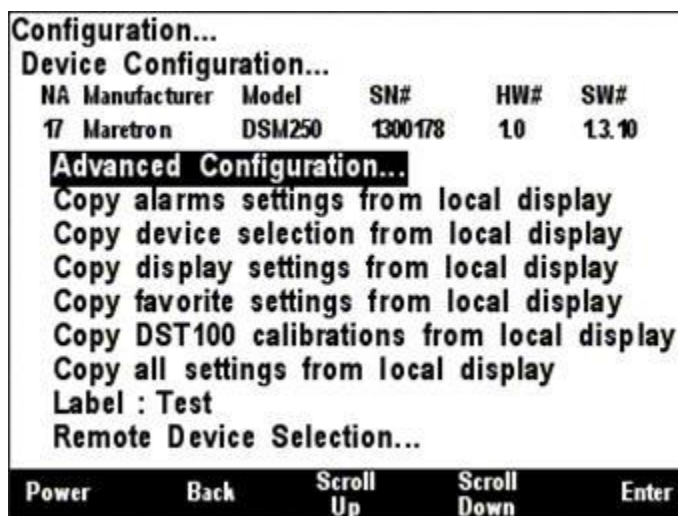 Configuration...
Device Configuration...
NA Manufacturer Model SN# HW# SW#
17 Maretron DSM250 1300178 1.0 1.3.10
Advanced Configuration...
Copy alarms settings from local display
Copy device selection from local display
Copy display settings from local display
Copy favorite settings from local display
Copy DST100 calibrations from local display
Copy all settings from local display
Label : Test
Remote Device Selection...
Power Back Scroll Up Scroll Down Enter